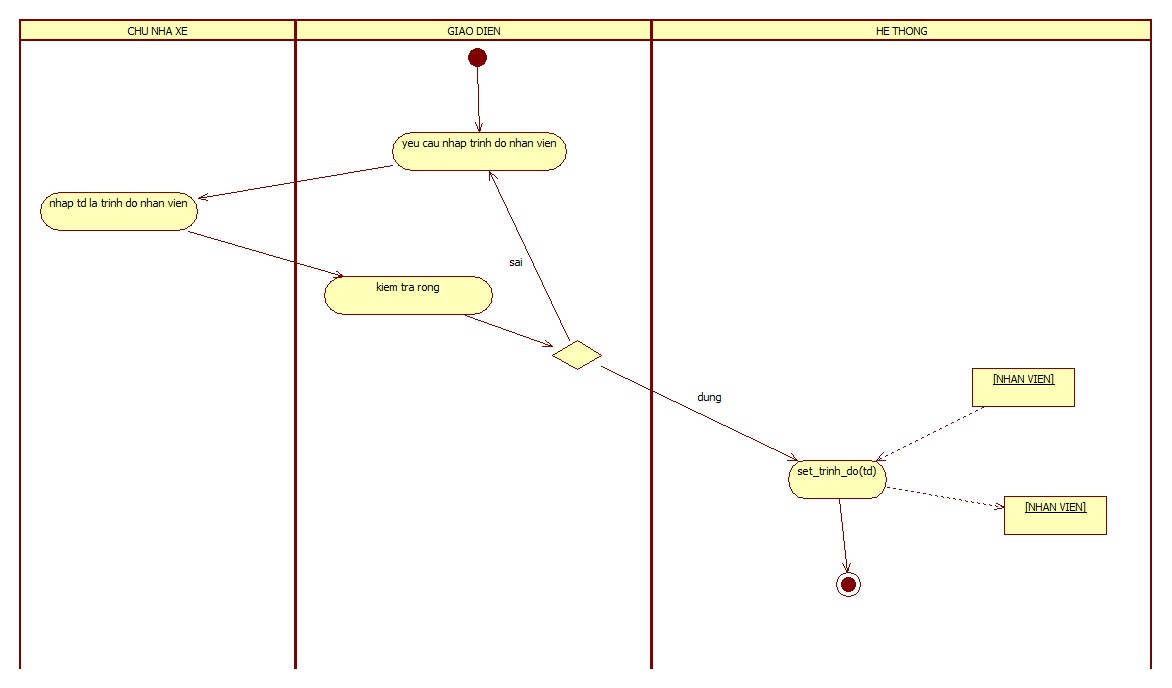 CHU NHA XE
GIAO DIEN
HE THONG
yeu cau nhap trinh do nhan vien
nhap td la trinh do nhan vien
sai
kiem tra rong
dung
[NHAN VIEN]
set_trinh_do(td)
[NHAN VIEN]